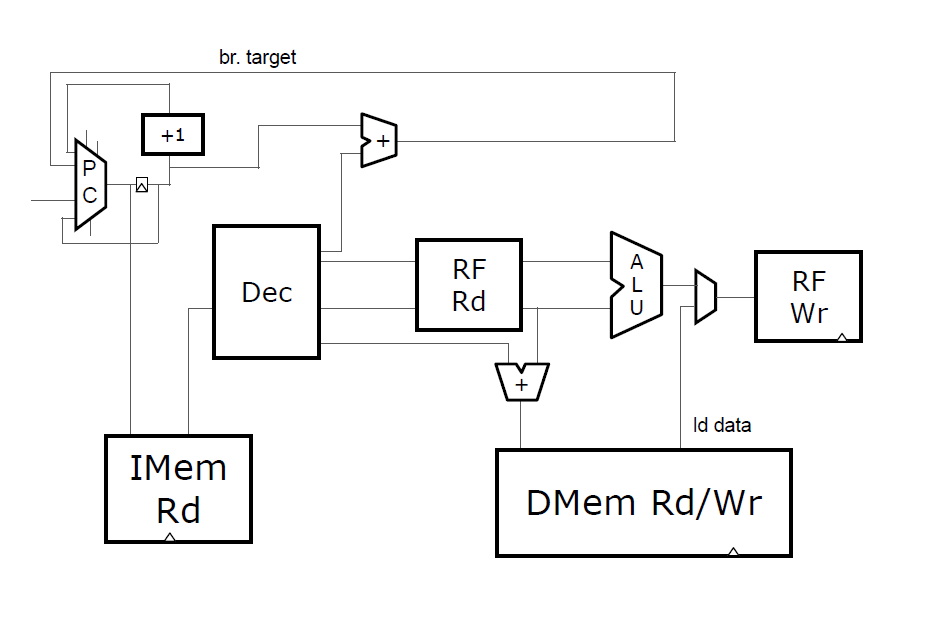 br. target
+1
+
P
C
Dec
RF
Rd
A
L
U
RF
Wr
+
ld data
IMem
Rd
DMem Rd/Wr